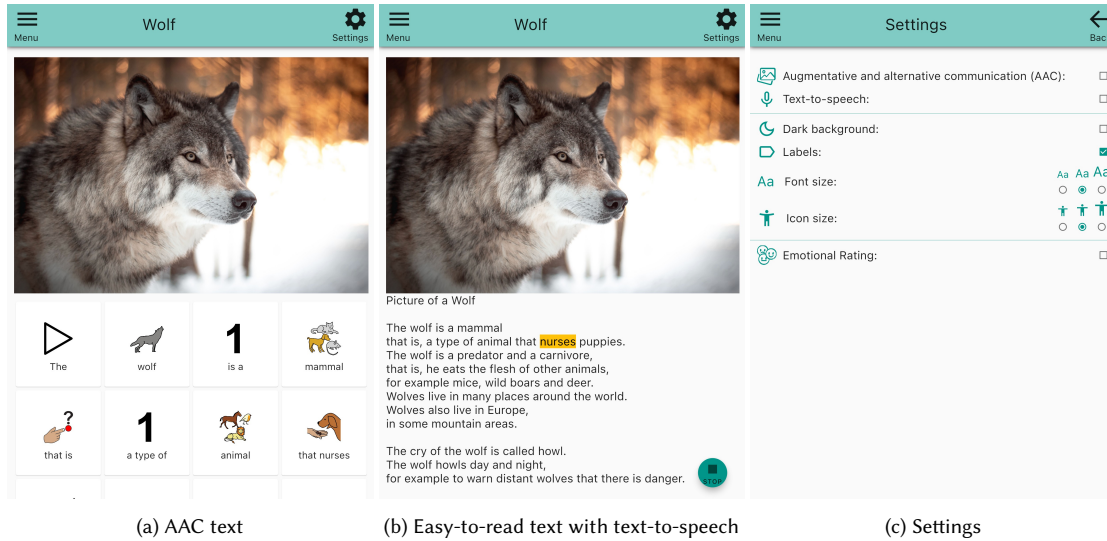 Wolf
Menu
Settings
The
wolf
1
is a
mammal
?
that is
1
a type of
animal
that nurses
(a) AAC text
Wolf
Menu
Settings
Picture of a Wolf
The wolf is a mammal
that is, a type of animal that nurses puppies.
The wolf is a predator and a carnivore,
that is, he eats the flesh of other animals,
for example mice, wild boars and deer.
Wolves live in many places around the world.
Wolves also live in Europe,
in some mountain areas.
The cry of the wolf is called howl.
The wolf howls day and night,
for example to warn distant wolves that there is danger.
STOP
(b) Easy-to-read text with text-to-speech
Settings
Menu
Bac
Augmentative and alternative communication (AAC):
Text-to-speech:
Dark background:
Labels:
Aa Font size: Aa Aa Aa
Icon size:
Emotional Rating:
(c) Settings